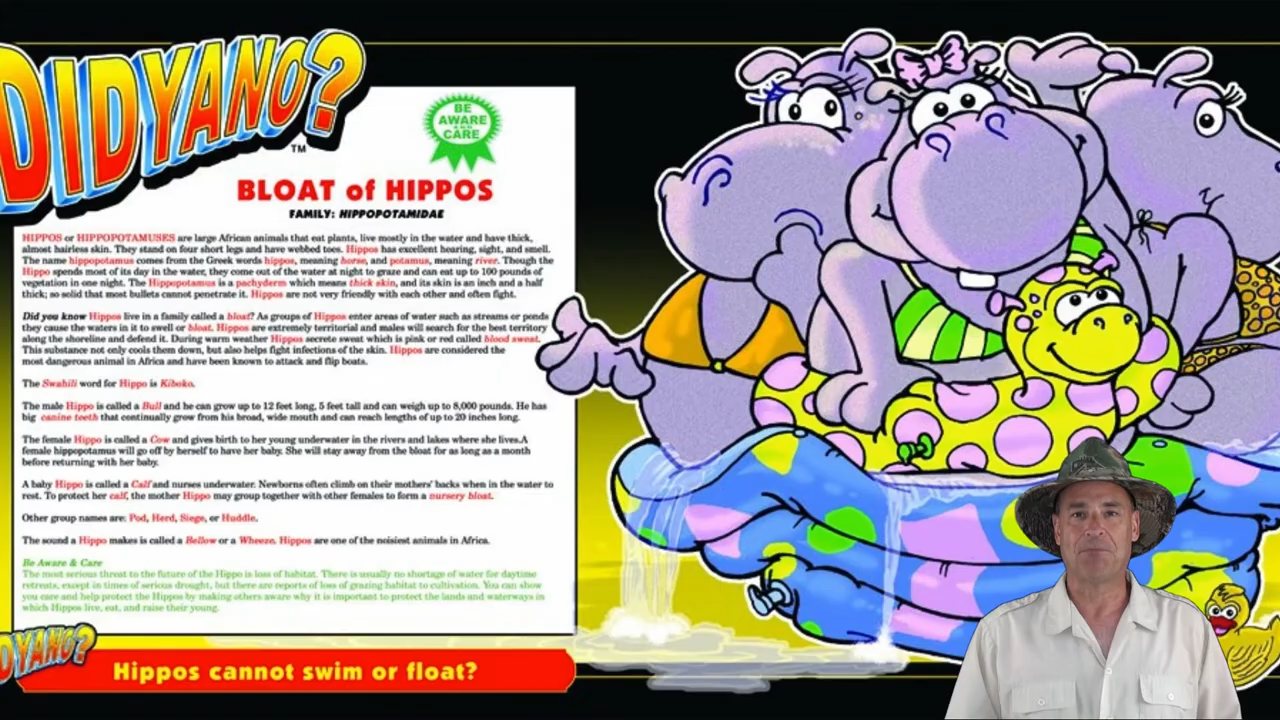 DIDYANO?
TM
BE
AWARE
AND
CARE
BLOAT of HIPPOS
FAMILY: HIPPOPOTAMIDAE
HIPPOS or HIPPOPOTAMUSES are large African animals that eat plants, live mostly in the water and have thick,
almost hairless skin. They stand on four short legs and have webbed toes. Hippos has excellent hearing, sight, and smell.
The name hippopotamus comes from the Greek words hippos, meaning horse, and potamus, meaning river. Though the
Hippo spends most of its day in the water, they come out of the water at night to graze and can eat up to 100 pounds of
vegetation in one night. The Hippopotamus is a pachyderm which means thick skin, and its skin is an inch and a half
thick; so solid that most bullets cannot penetrate it. Hippos are not very friendly with each other and often fight.
Did you know Hippos live in a family called a bloat? As groups of Hippos enter areas of water such as streams or ponds
they cause the waters in it to swell or bloat. Hippos are extremely territorial and males will search for the best territory
along the shoreline and defend it. During warm weather Hippos secrete sweat which is pink or red called blood sweat.
This substance not only cools them down, but also helps fight infections of the skin. Hippos are considered the
most dangerous animal in Africa and have been known to attack and flip boats.
The Swahili word for Hippo is Kiboko.
The male Hippo is called a Bull and he can grow up to 12 feet long, 5 feet tall and can weigh up to 8,000 pounds. He has
big canine teeth that continually grow from his broad, wide mouth and can reach lengths of up to 20 inches long.
The female Hippo is called a Cow and gives birth to her young underwater in the rivers and lakes where she lives.A
female hippopotamus will go off by herself to have her baby. She will stay away from the bloat for as long as a month
before returning with her baby.
A baby Hippo is called a Calf and nurses underwater. Newborns often climb on their mothers' backs when in the water to
rest. To protect her calf, the mother Hippo may group together with other females to form a nursery bloat.
Other group names are: Pod, Herd, Siege, or Huddle.
The sound a Hippo makes is called a Bellow or a Wheeze. Hippos are one of the noisiest animals in Africa.
Be Aware & Care
The most serious threat to the future of the Hippo is loss of habitat. There is usually no shortage of water for daytime
retreats, except in times of serious drought, but there are reports of loss of grazing habitat to cultivation. You can show
you care and help protect the Hippos by making others aware why it is important to protect the lands and waterways in
which Hippos live, eat, and raise their young.
DYANO?
Hippos cannot swim or float?